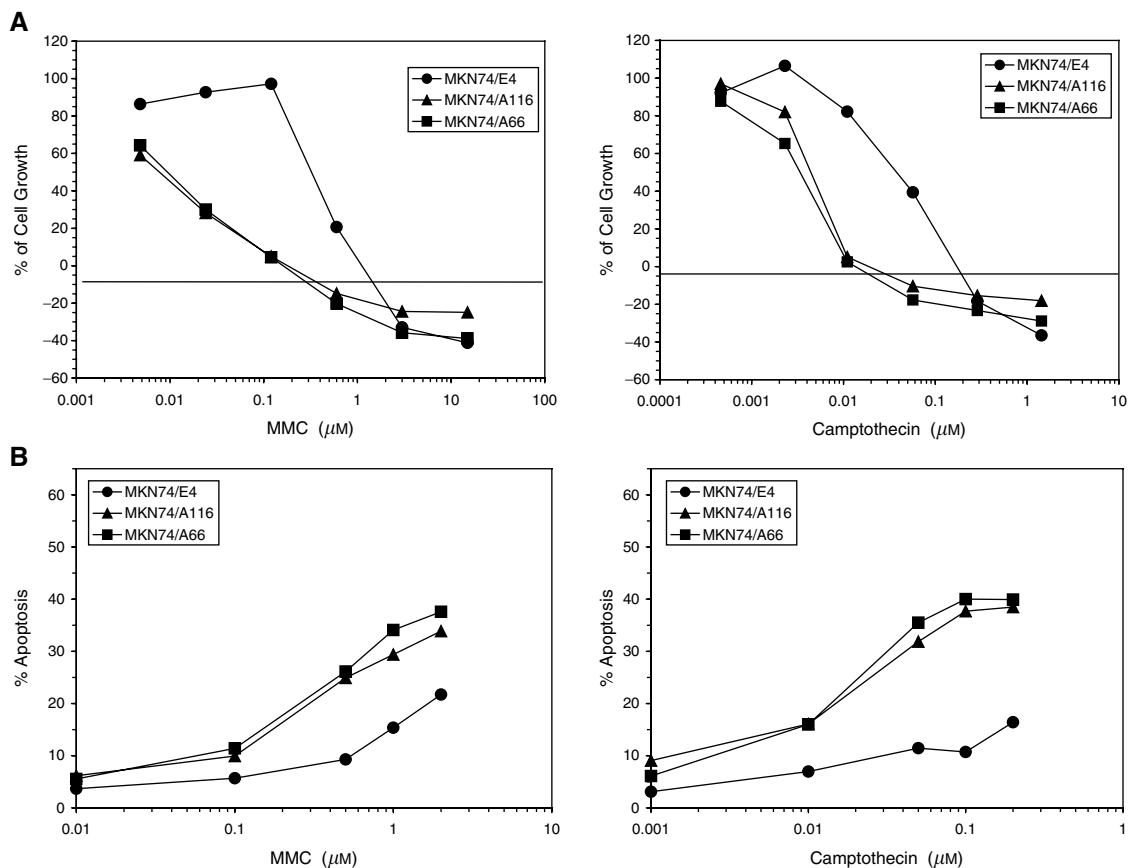 A
% of Cell Growth
120
100
80
60
40
20
0
−20
−40
−60
0.001
0.01
0.1
1
10
100
MMC (μM)
MKN74/E4
MKN74/A116
MKN74/A66
% of Cell Growth
120
100
80
60
40
20
0
−20
−40
−60
0.0001
0.001
0.01
0.1
1
10
Camptothecin (μM)
MKN74/E4
MKN74/A116
MKN74/A66
B
% Apoptosis
60
50
40
30
20
10
0
0.01
0.1
1
10
MMC (μM)
MKN74/E4
MKN74/A116
MKN74/A66
% Apoptosis
60
50
40
30
20
10
0
0.001
0.01
0.1
1
Camptothecin (μM)
MKN74/E4
MKN74/A116
MKN74/A66